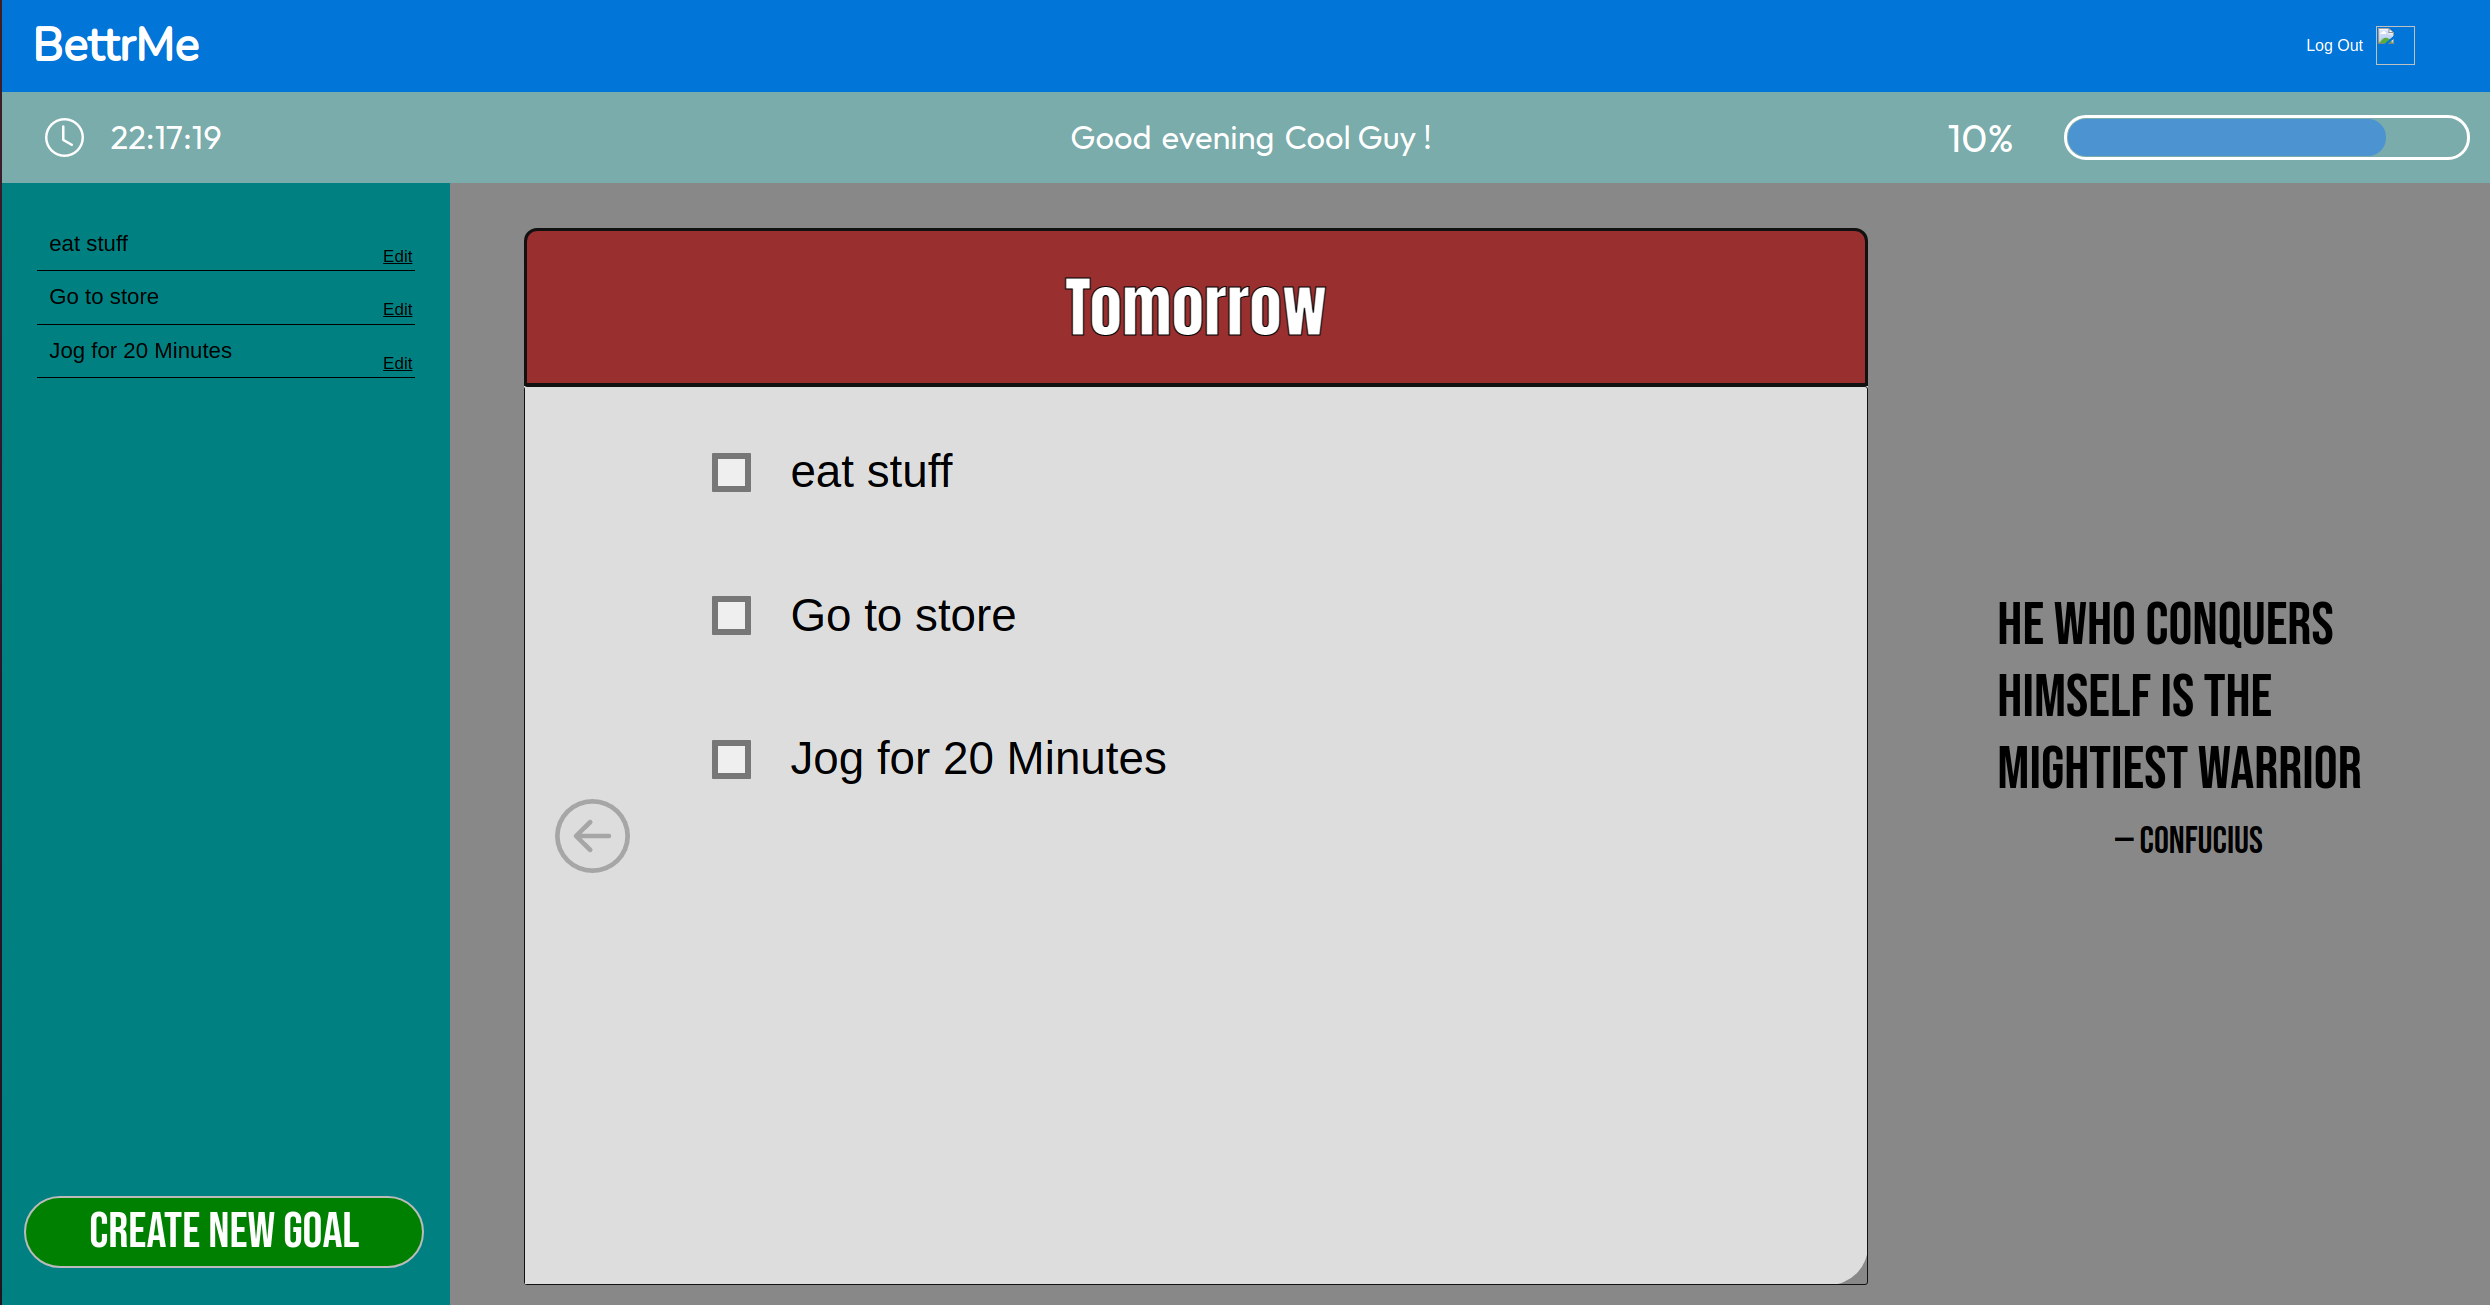 BettrMe
Log Out
22:17:19
Good evening Cool Guy !
10%
eat stuff
Edit
Go to store
Edit
Jog for 20 Minutes
Edit
CREATE NEW GOAL
Tomorrow
eat stuff
Go to store
Jog for 20 Minutes
HE WHO CONQUERS
HIMSELF IS THE
MIGHTIEST WARRIOR
– CONFUCIUS